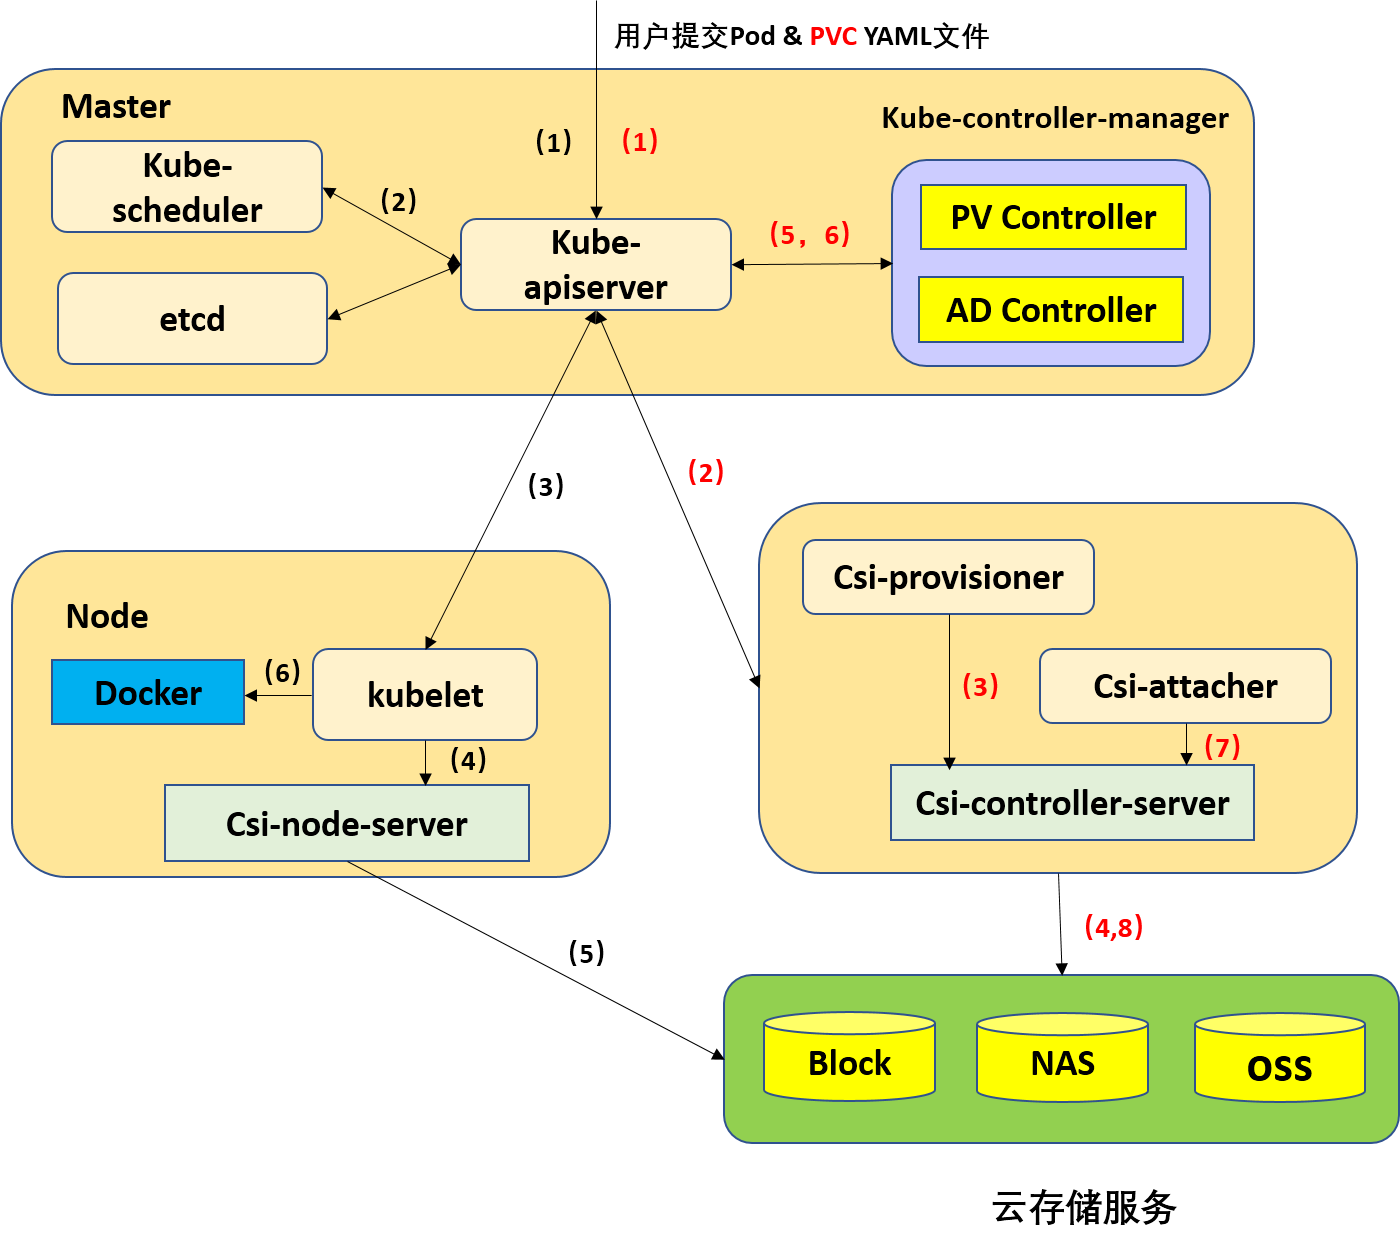 用户提交Pod & PVC YAML文件
Master
Kube-controller-manager
(1)
(1)
Kube-
scheduler
(2)
PV Controller
Kube-
apiserver
(5，6)
etcd
AD Controller
(3)
(2)
Csi-provisioner
Node
(6)
Docker
kubelet
(3)
Csi-attacher
(4)
(7)
Csi-node-server
Csi-controller-server
(5)
(4,8)
Block
NAS
OSS
云存储服务